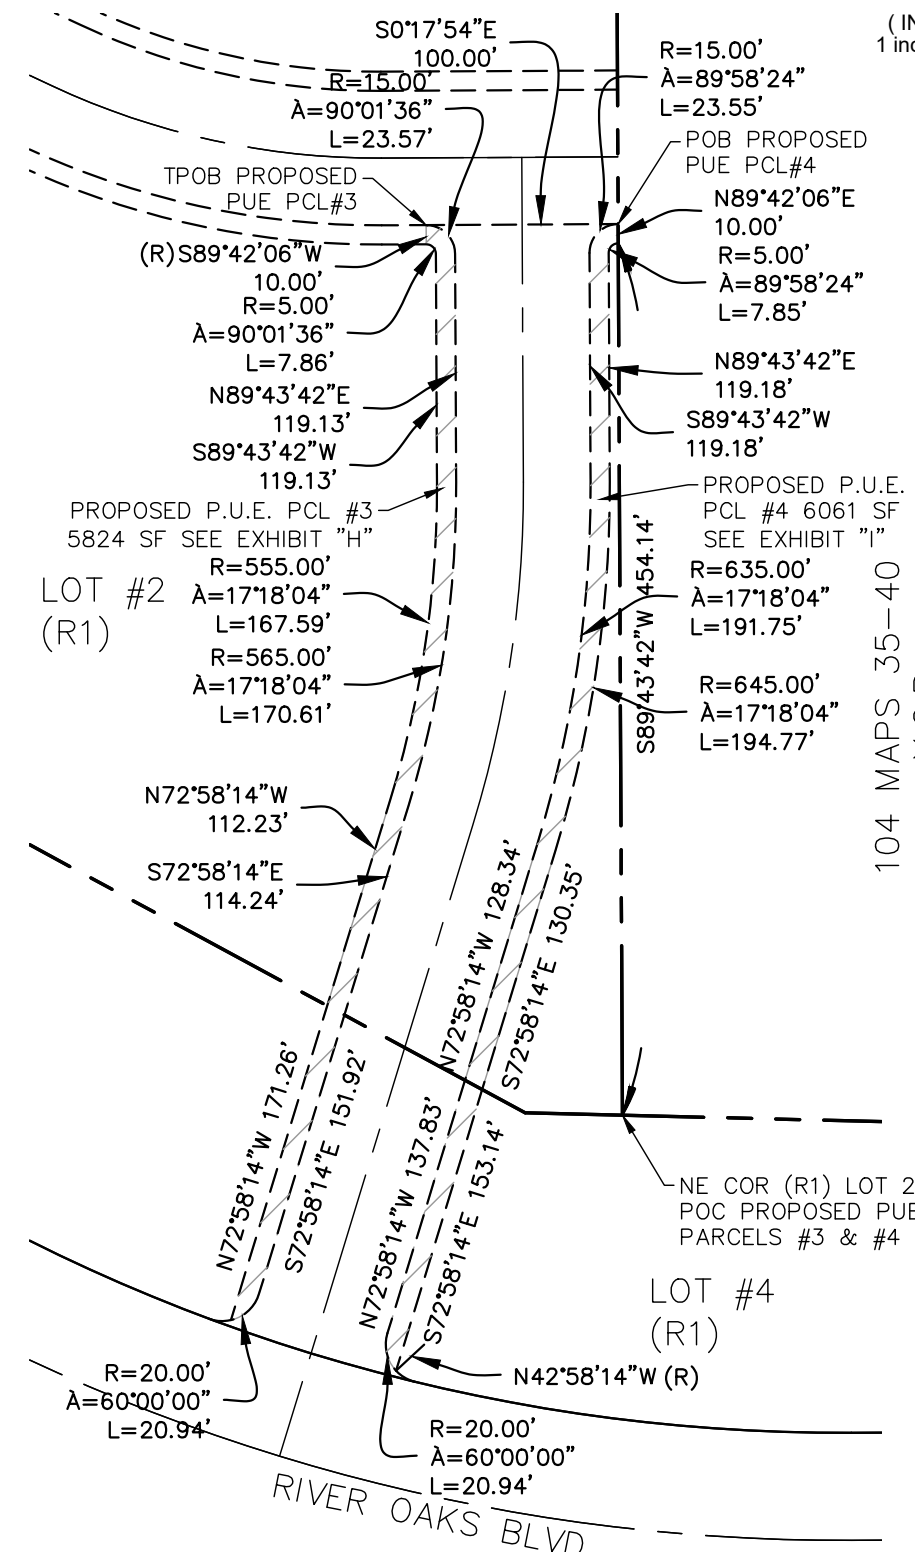 S0°17'54"E
100.00'
R=15.00'
À=90°01'36"
L=23.57'
( IN
1 inc
R=15.00'
À=89°58'24"
L=23.55'
TPOB PROPOSED
PUE PCL#3
POB PROPOSED
PUE PCL#4
(R)S89°42'06"W
10.00'
N89°42'06"E
10.00'
R=5.00'
À=90°01'36"
L=7.86'
R=5.00'
À=89°58'24"
L=7.85'
N89°43'42"E
119.13'
N89°43'42"E
119.18'
S89°43'42"W
119.13'
S89°43'42"W
119.18'
PROPOSED P.U.E. PCL #3
5824 SF SEE EXHIBIT "H"
PROPOSED P.U.E.
PCL #4 6061 SF
SEE EXHIBIT "I"
LOT #2
(R1)
R=555.00'
À=17°18'04"
L=167.59'
R=635.00'
À=17°18'04"
L=191.75'
S89°43'42"W 454.14'
104 MAPS 35-40
R=565.00'
À=17°18'04"
L=170.61'
R=645.00'
À=17°18'04"
L=194.77'
N72°58'14"W
112.23'
S72°58'14"E
114.24'
N72°58'14"W 128.34'
S72°58'14"E 130.35'
N72°58'14"W 171.26'
S72°58'14"E 151.92'
N72°58'14"W 137.83'
S72°58'14"E 153.14'
NE COR (R1) LOT 2
POC PROPOSED PUE
PARCELS #3 & #4
LOT #4
(R1)
N42°58'14"W (R)
R=20.00'
À=60°00'00"
L=20.94'
R=20.00'
À=60°00'00"
L=20.94'
RIVER OAKS BLVD